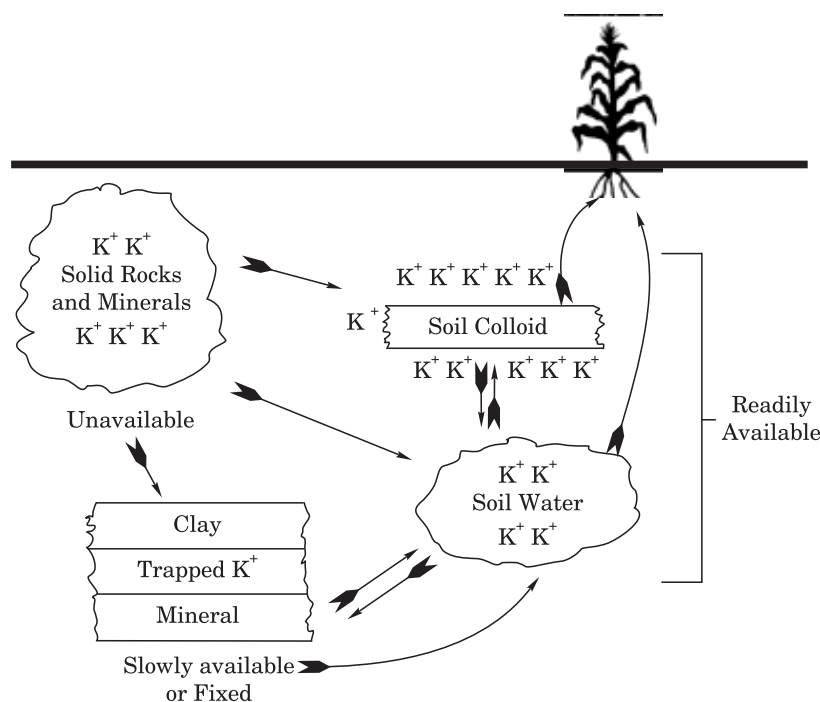 K+ K+
Solid Rocks
and Minerals
K+ K+ K+
Unavailable
K+ K+ K+ K+ K+
K+
Soil Colloid
K+ K+ K+ K+ K+
Readily
Available
K+ K+
Soil Water
K+ K+
Clay
Trapped K+
Mineral
Slowly available
or Fixed